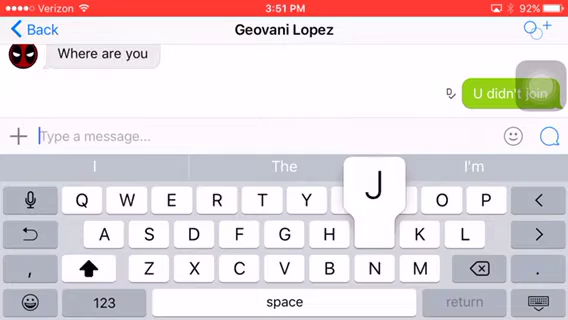 Verizon 3:51 PM 92%
Back Geovani Lopez
Where are you
D U didn't join
Type a message...
I The I'm
Q W E R T Y O P
A S D F G H J K L
, Z X C V B N M .
123 space return